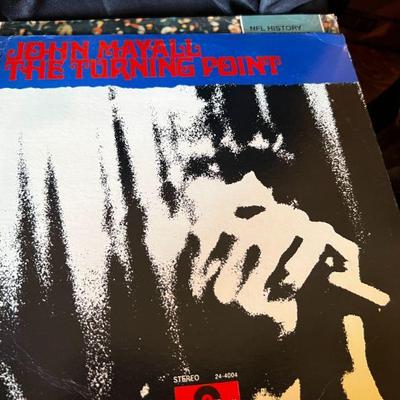 NFL HISTORY
JOHN MAYALL
THE TURNING POINT
STEREO 24-4004